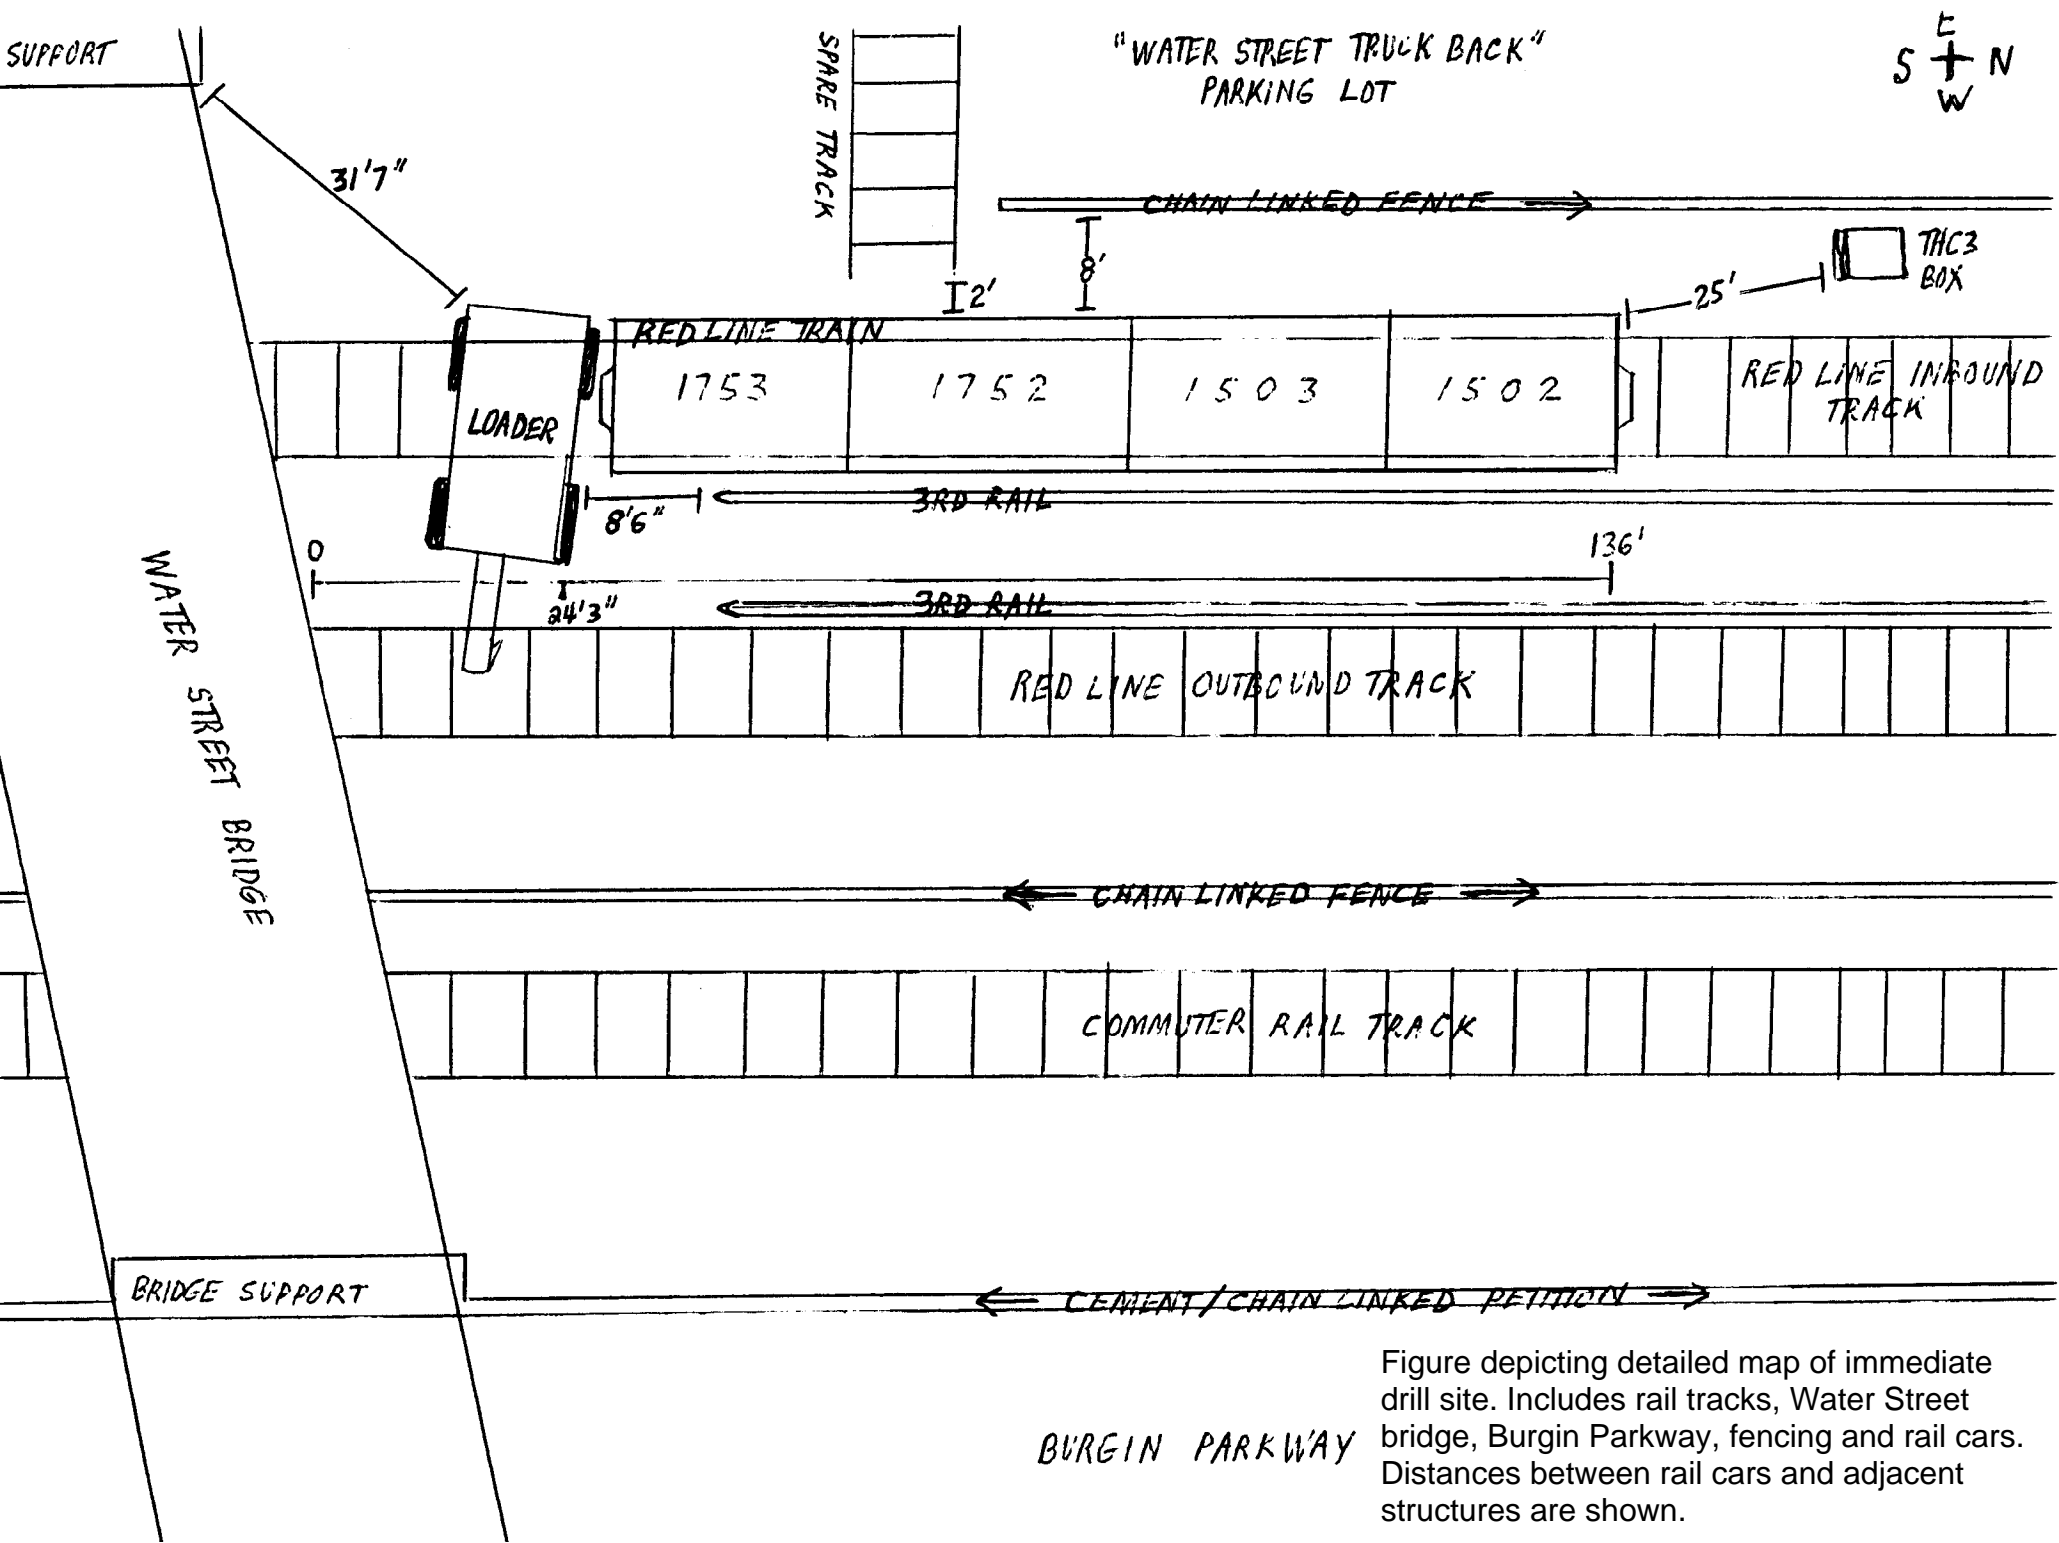 SUPPORT
SPARE TRACK
"WATER STREET TRUCK BACK"
PARKING LOT
E
S N
W
31'7"
CHAIN LINKED FENCE
8'
2'
25'
THC3
BOX
RED LINE TRAIN
1753
1752
1503
1502
RED LINE INBOUND
TRACK
LOADER
8'6"
3RD RAIL
0
136'
24'3"
3RD RAIL
WATER STREET BRIDGE
RED LINE OUTBOUND TRACK
CHAIN LINKED FENCE
COMMUTER RAIL TRACK
BRIDGE SUPPORT
CEMENT/CHAIN LINKED PETITION
BURGIN PARKWAY
Figure depicting detailed map of immediate
drill site. Includes rail tracks, Water Street
bridge, Burgin Parkway, fencing and rail cars.
Distances between rail cars and adjacent
structures are shown.